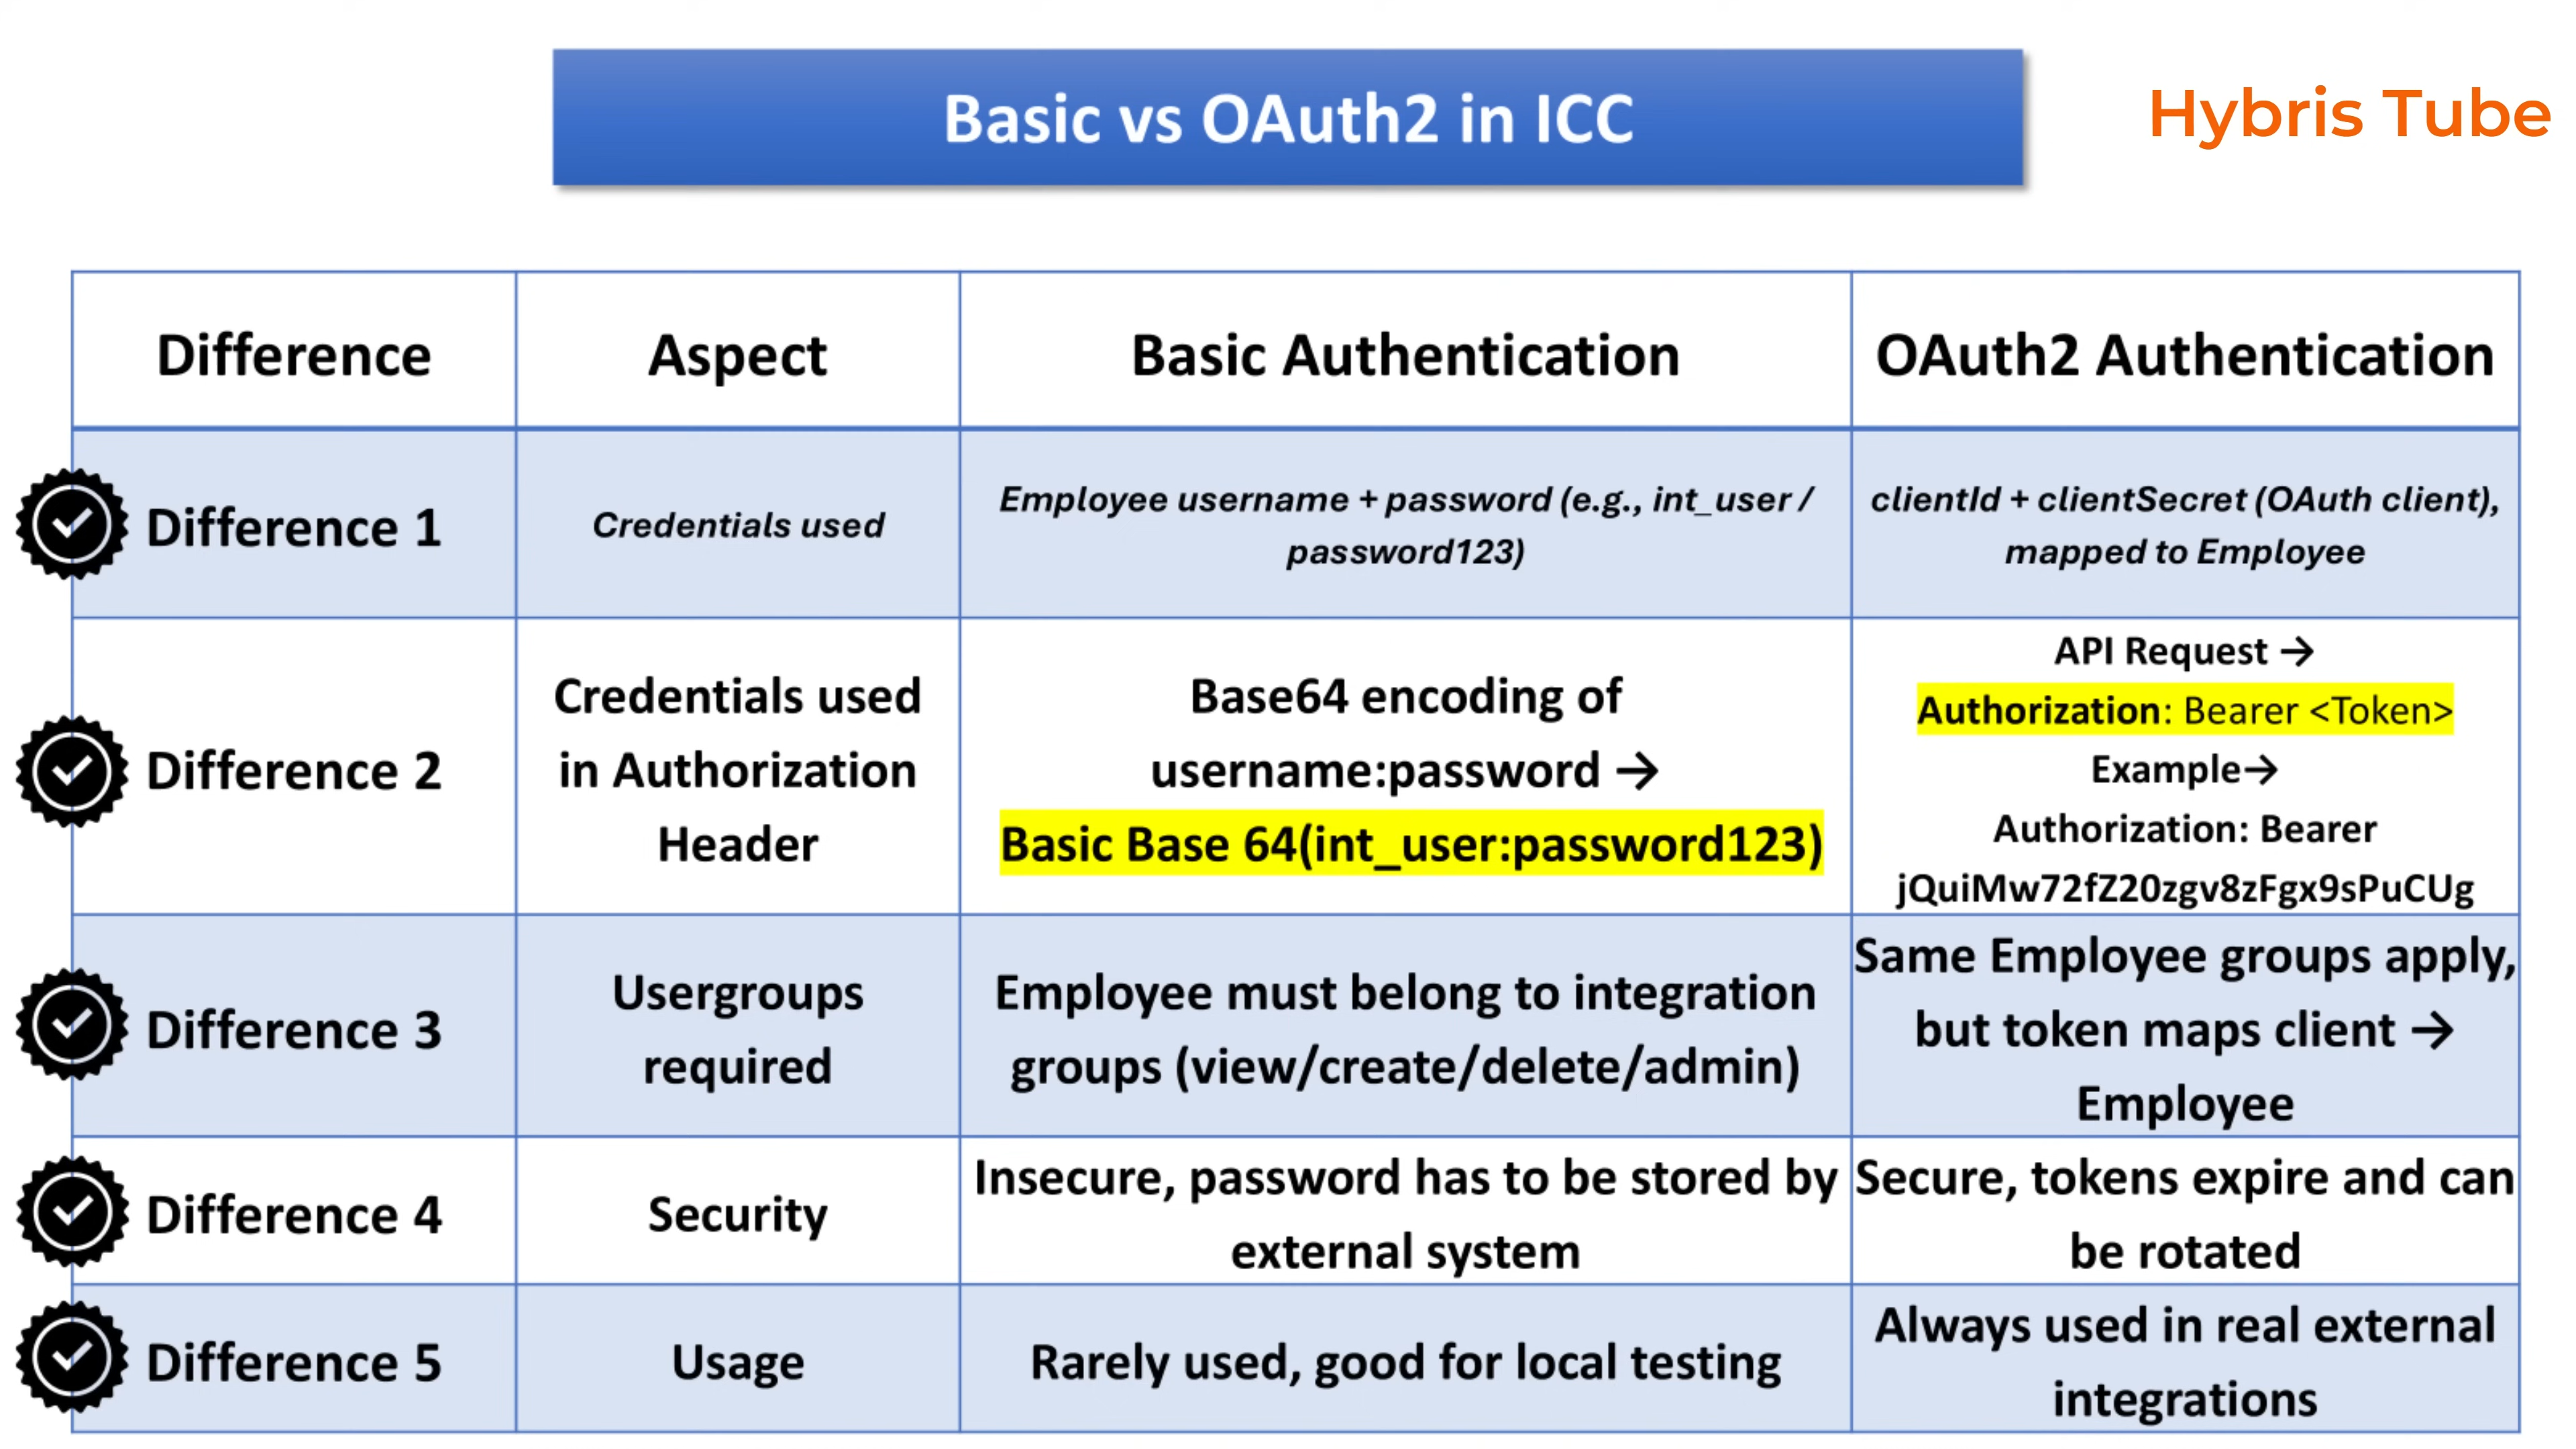 Basic vs OAuth2 in ICC
Hybris Tube
Difference
Aspect
Basic Authentication
OAuth2 Authentication
Difference 1
Credentials used
Employee username + password (e.g., int_user /
password123)
clientId + clientSecret (OAuth client),
mapped to Employee
Difference 2
Credentials used
in Authorization
Header
Base64 encoding of
username:password →
Basic Base 64(int_user:password123)
API Request →
Authorization: Bearer <Token>
Example→
Authorization: Bearer
jQuiMw72fZ20zgv8zFgx9sPuCUg
Difference 3
Usergroups
required
Employee must belong to integration
groups (view/create/delete/admin)
Same Employee groups apply,
but token maps client →
Employee
Difference 4
Security
Insecure, password has to be stored by
external system
Secure, tokens expire and can
be rotated
Difference 5
Usage
Rarely used, good for local testing
Always used in real external
integrations